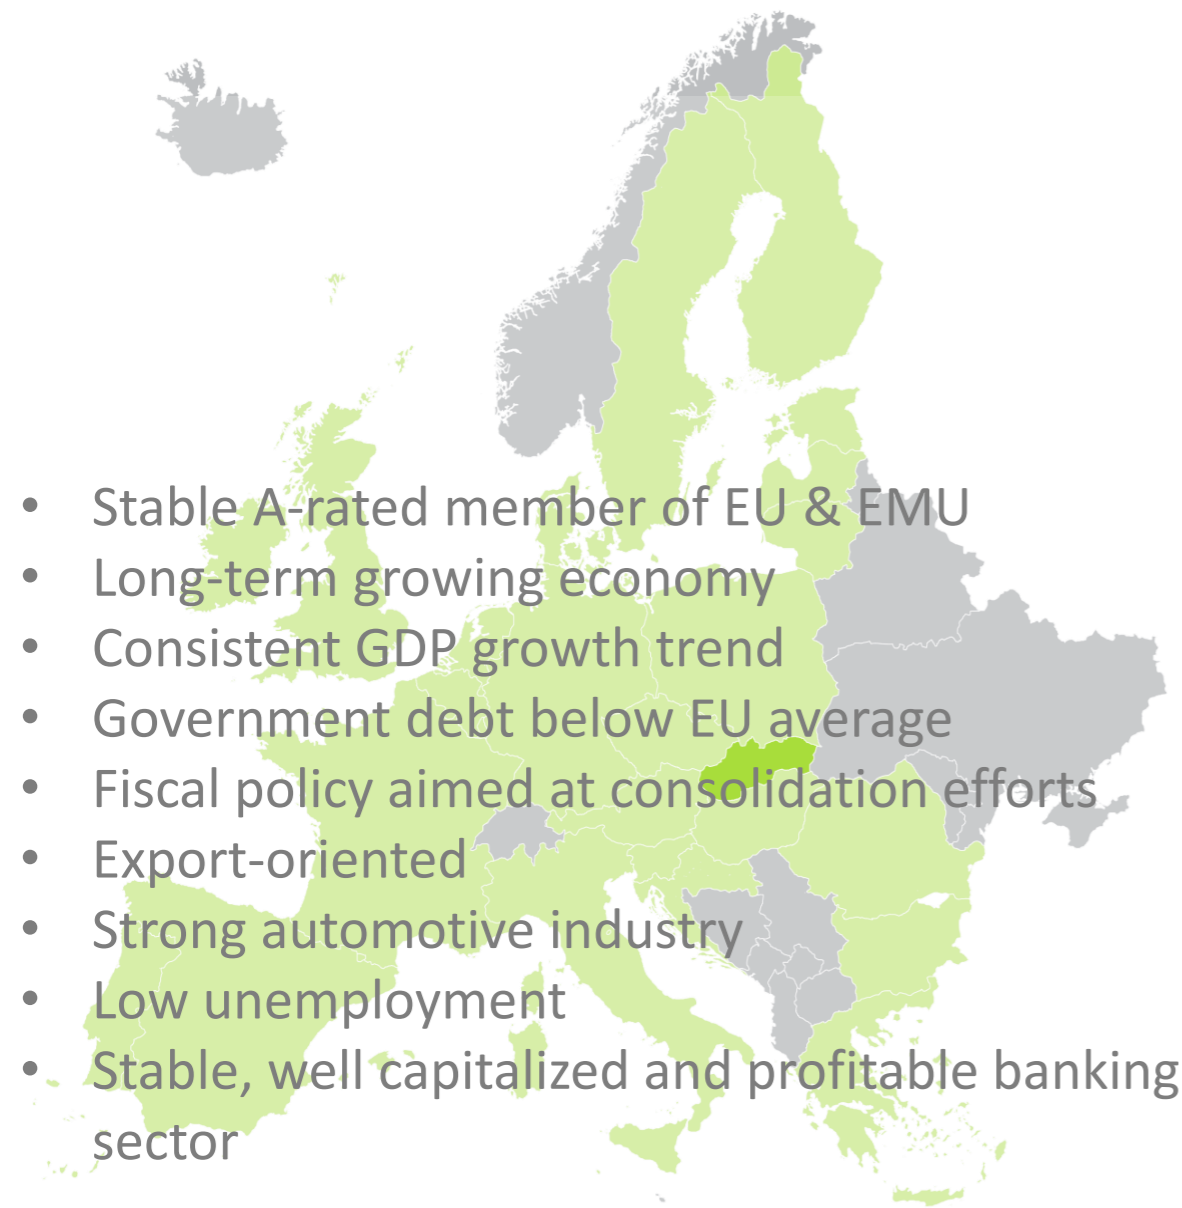 • Stable A-rated member of EU & EMU
• Long-term growing economy
• Consistent GDP growth trend
• Government debt below EU average
• Fiscal policy aimed at consolidation efforts
• Export-oriented
• Strong automotive industry
• Low unemployment
• Stable, well capitalized and profitable banking
sector